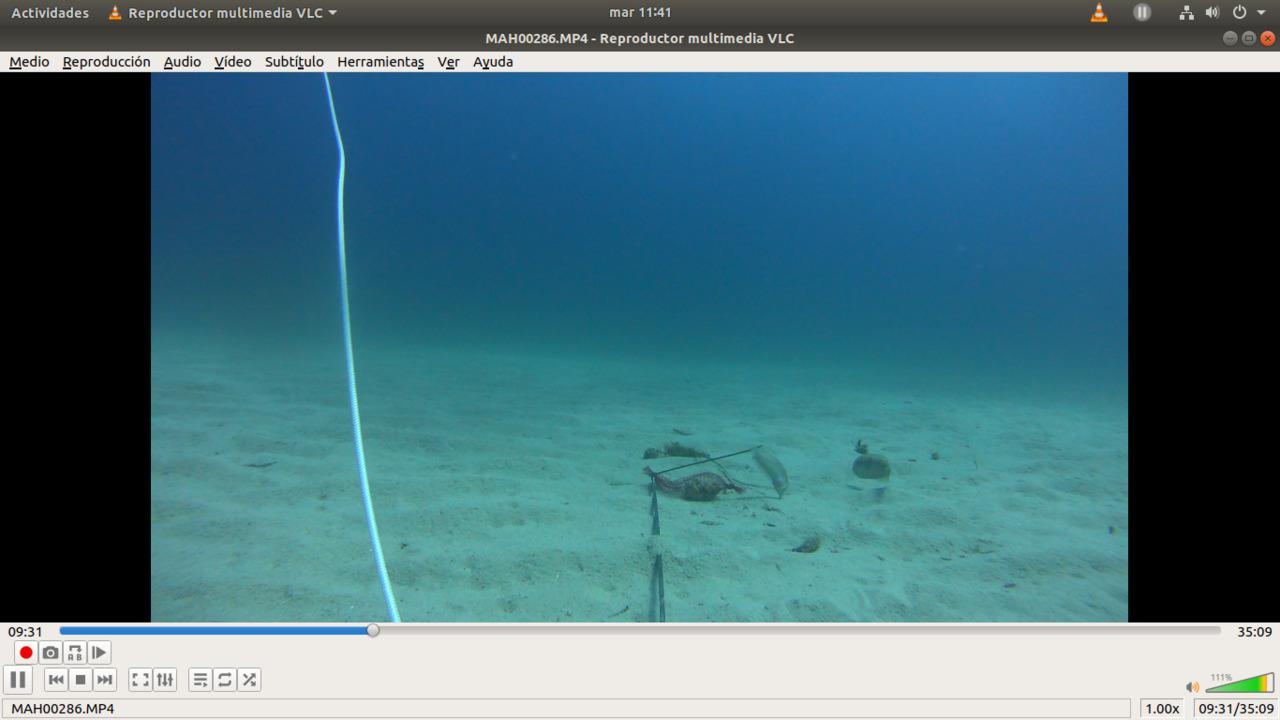 Actividades Reproductor multimedia VLC mar 11:41
MAH00286.MP4 - Reproductor multimedia VLC
Medio Reproducción Audio Vídeo Subtítulo Herramientas Ver Ayuda
09:31 35:09
A B
111%
MAH00286.MP4 1.00x 09:31/35:09